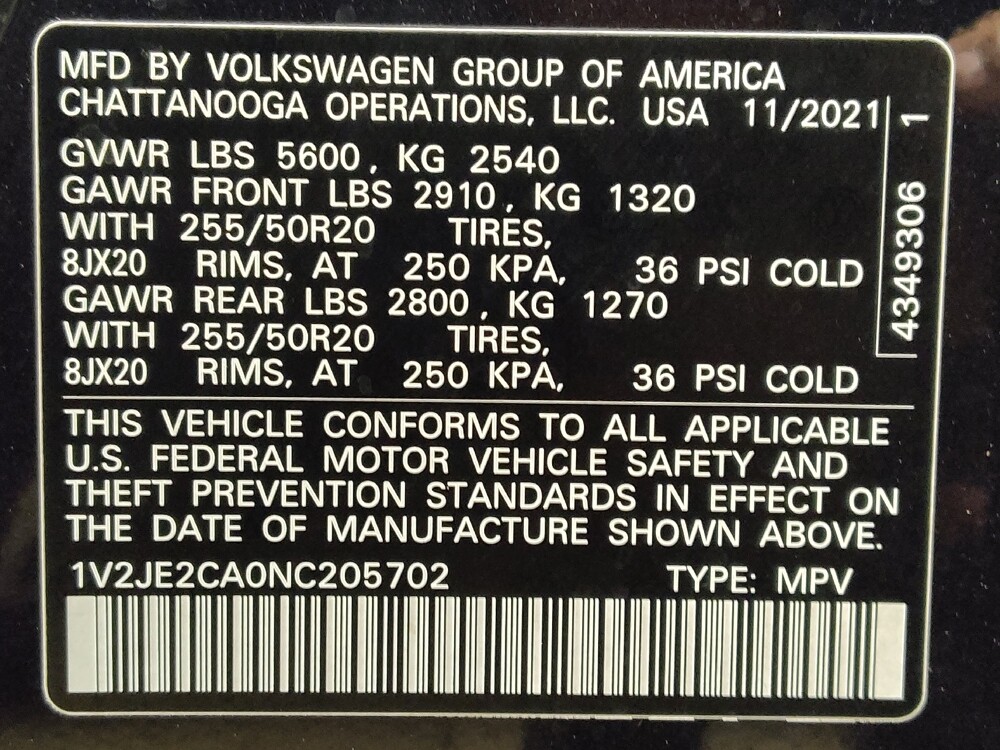 MFD BY VOLKSWAGEN GROUP OF AMERICA
CHATTANOOGA OPERATIONS, LLC. USA 11/2021
GVWR LBS 5600, KG 2540
GAWR FRONT LBS 2910, KG 1320
WITH 255/50R20 TIRES,
8JX20 RIMS, AT 250 KPA, 36 PSI COLD
GAWR REAR LBS 2800, KG 1270
WITH 255/50R20 TIRES,
8JX20 RIMS, AT 250 KPA, 36 PSI COLD
4349306 1
THIS VEHICLE CONFORMS TO ALL APPLICABLE
U.S. FEDERAL MOTOR VEHICLE SAFETY AND
THEFT PREVENTION STANDARDS IN EFFECT ON
THE DATE OF MANUFACTURE SHOWN ABOVE.
1V2JE2CA0NC205702 TYPE: MPV